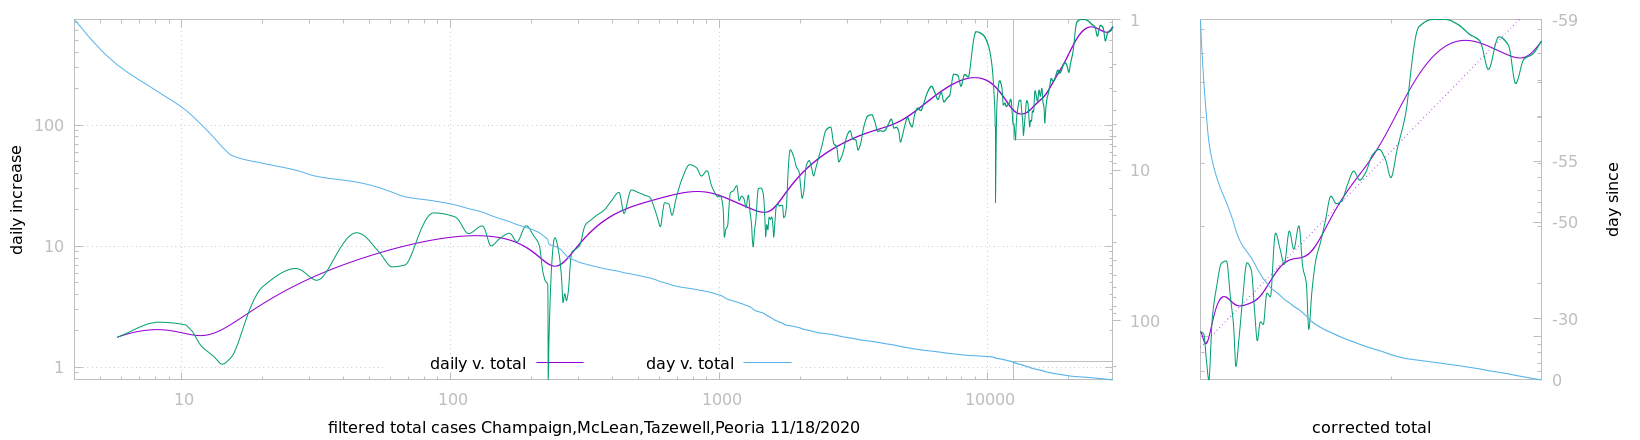 1
-59
100
daily increase
10
-55
-50
day since
10
100
-30
1
daily v. total
day v. total
0
10
100
1000
10000
filtered total cases Champaign,McLean,Tazewell,Peoria 11/18/2020
corrected total